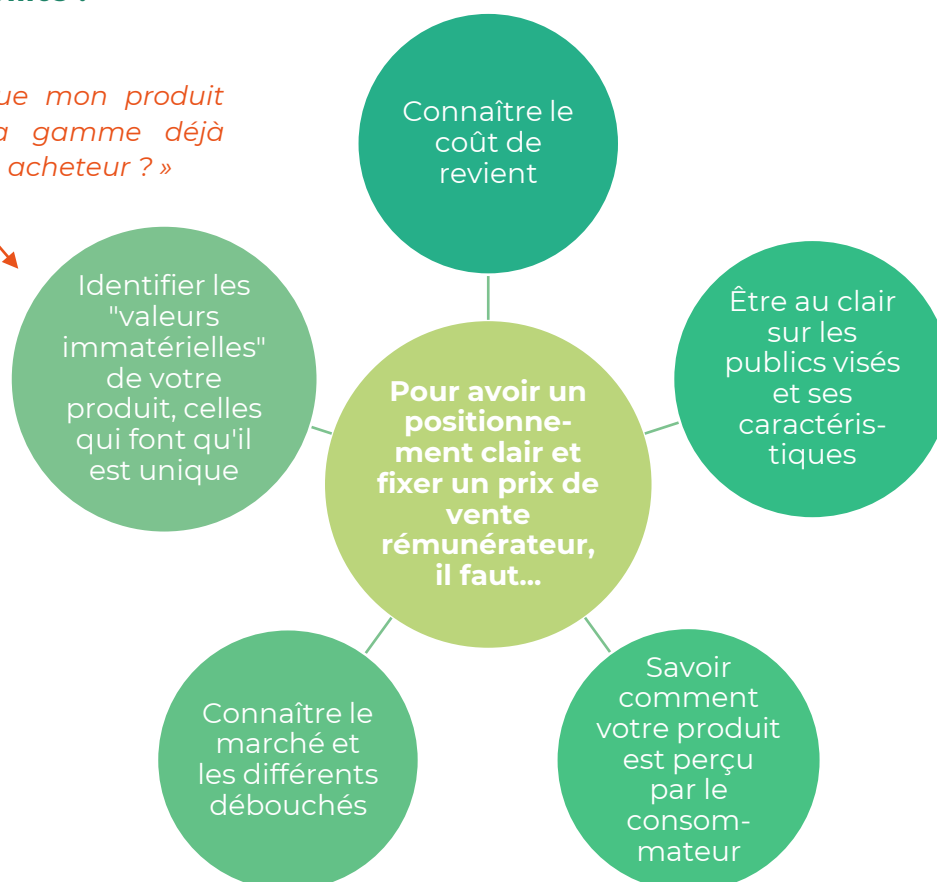 que mon produit
gamme déjà
acheteur ? »
Connaître le
coût de
revient
Identifier les
"valeurs
immatérielles"
de votre
produit, celles
qui font qu'il
est unique
Être au clair
sur les
publics visés
et ses
caractéris-
tiques
Pour avoir un
positionne-
ment clair et
fixer un prix de
vente
rémunérateur,
il faut...
Connaître le
marché et
les différents
débouchés
Savoir
comment
votre produit
est perçu
par le
consom-
mateur